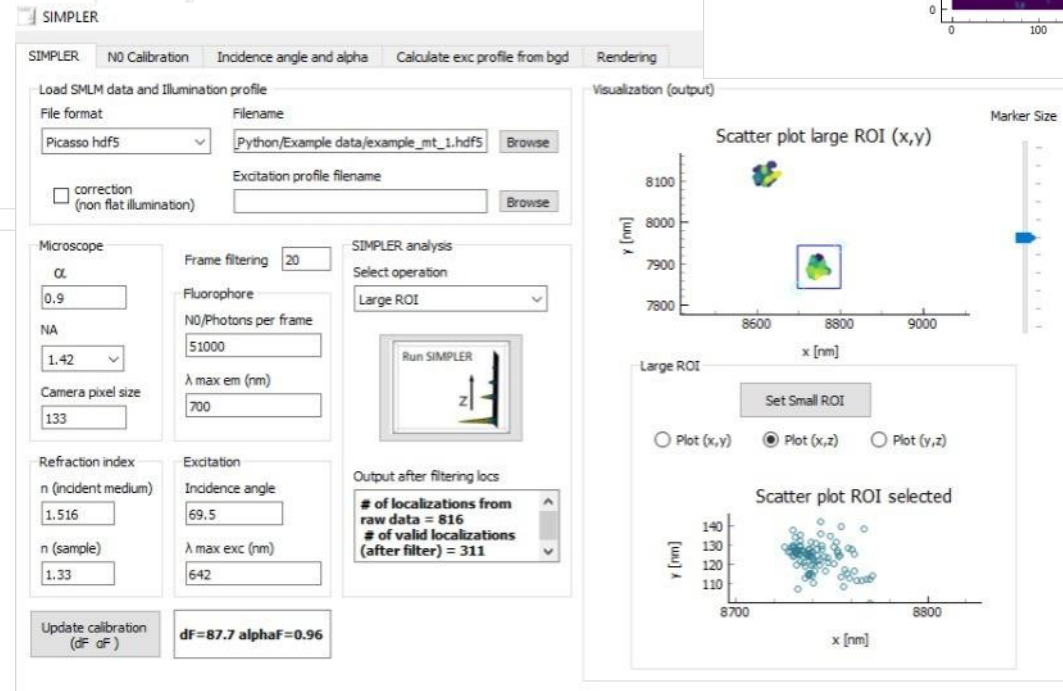 SIMPLER
0
0 100
SIMPLER N0 Calibration Incidence angle and alpha Calculate exc profile from bgd Rendering
Load SMLM data and Illumination profile
File format Filename
Picasso hdf5 Python/Example data/example_mt_1.hdf5 Browse
Excitation profile filename
correction
(non flat illumination)
Browse
Microscope
α
0.9
NA
1.42
Camera pixel size
133
Frame filtering 20
Fluorophore
N0/Photons per frame
51000
λ max em (nm)
700
SIMPLER analysis
Select operation
Large ROI
Run SIMPLER
z
Refraction index
n (incident medium)
1.516
n (sample)
1.33
Excitation
Incidence angle
69.5
λ max exc (nm)
642
Output after filtering locs
# of localizations from
raw data = 816
# of valid localizations
(after filter) = 311
Update calibration
(dF αF )
dF=87.7 alphaF=0.96
Visualization (output)
Marker Size
Scatter plot large ROI (x,y)
8100
8000
7900
7800
y [nm]
8600 8800 9000
x [nm]
Large ROI
Set Small ROI
Plot (x,y) Plot (x,z) Plot (y,z)
Scatter plot ROI selected
140
130
120
110
y [nm]
8700 8800
x [nm]